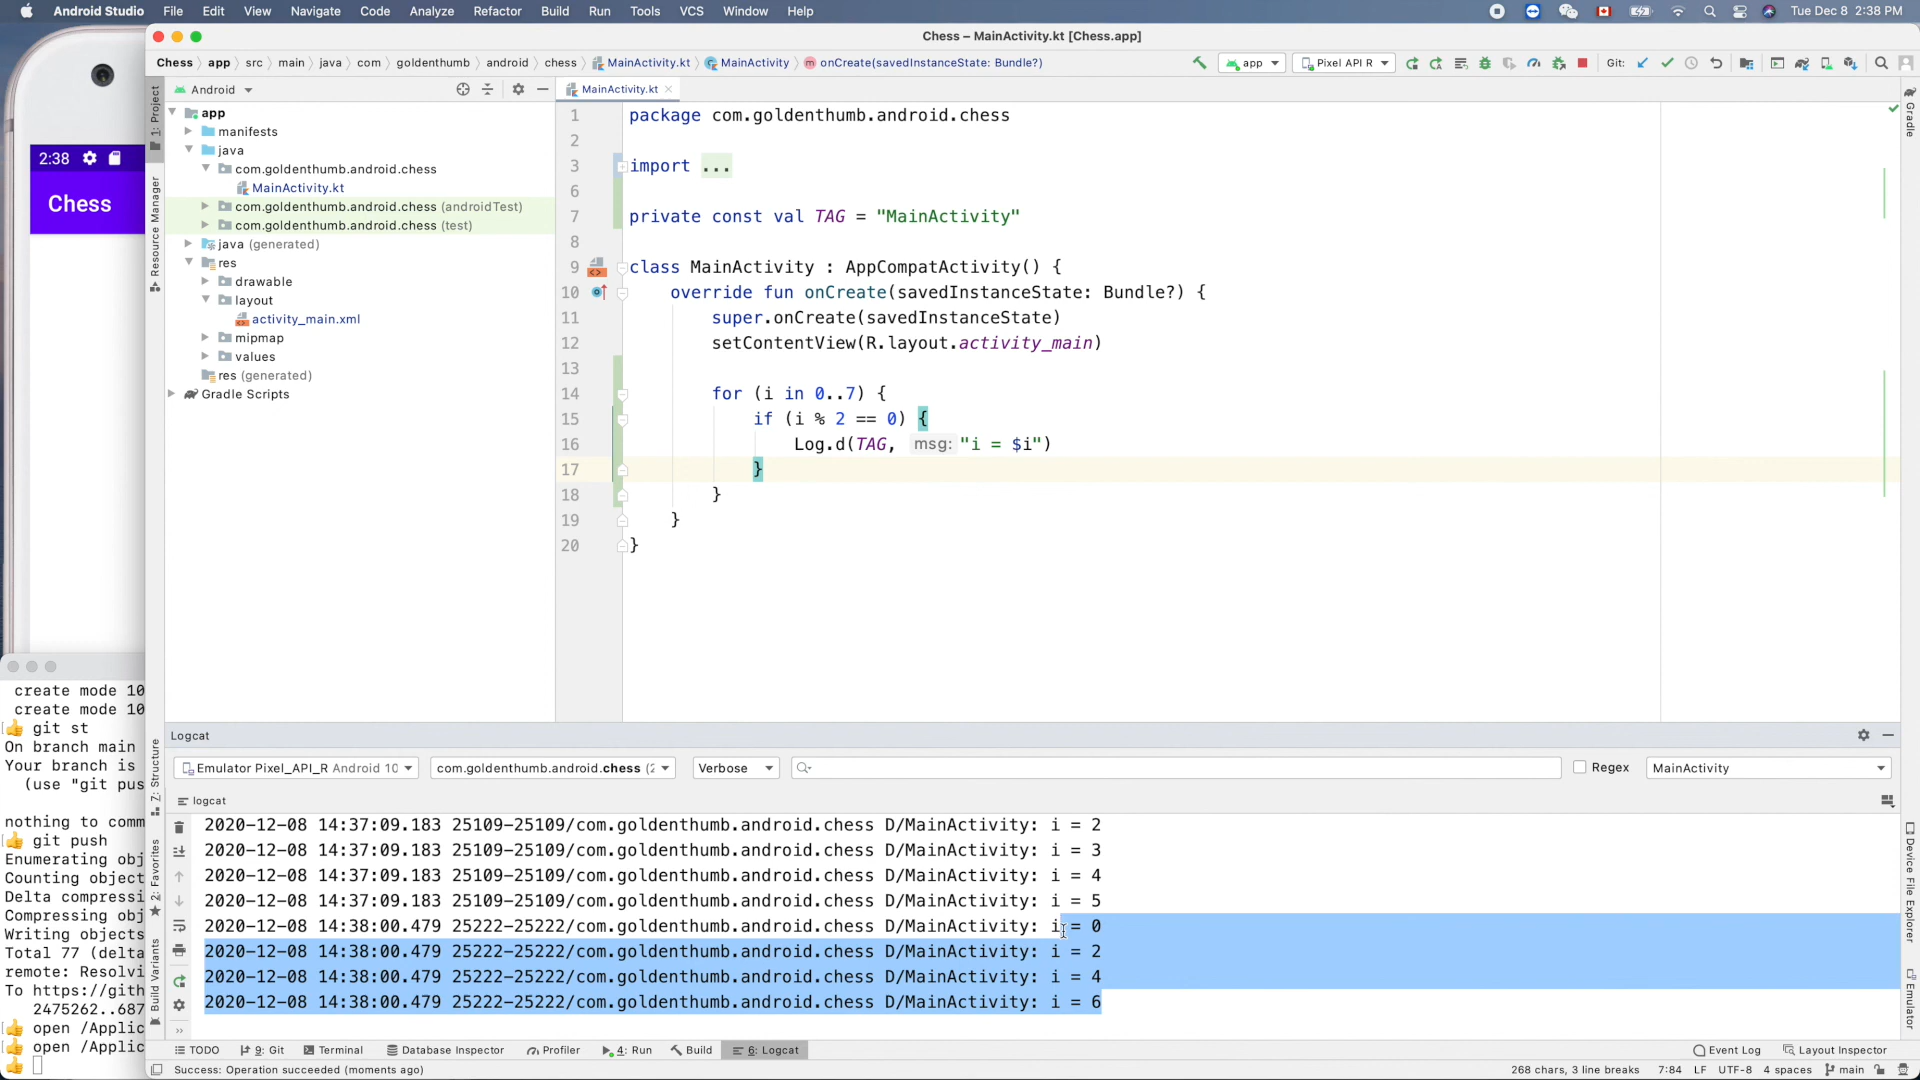 Android Studio File Edit View Navigate Code Analyze Refactor Build Run Tools VCS Window Help Tue Dec 8 2:38 PM
Chess – MainActivity.kt [Chess.app]
Chess app src main java com goldenthumb android chess MainActivity.kt MainActivity onCreate(savedInstanceState: Bundle?) app Pixel API R Git:
2:38
Chess
1: Project
Resource Manager
Android
app
manifests
java
com.goldenthumb.android.chess
MainActivity.kt
com.goldenthumb.android.chess (androidTest)
com.goldenthumb.android.chess (test)
java (generated)
res
drawable
layout
activity_main.xml
mipmap
values
res (generated)
Gradle Scripts
MainActivity.kt
1 package com.goldenthumb.android.chess
2
3 import ...
6
7 private const val TAG = "MainActivity"
8
9 class MainActivity : AppCompatActivity() {
10 override fun onCreate(savedInstanceState: Bundle?) {
11 super.onCreate(savedInstanceState)
12 setContentView(R.layout.activity_main)
13
14 for (i in 0..7) {
15 if (i % 2 == 0) {
16 Log.d(TAG, msg: "i = $i")
17 }
18 }
19 }
20 }
Gradle
create mode 10
create mode 10
git st
On branch main
Your branch is
(use "git pus
nothing to comm
git push
Enumerating obj
Counting object
Delta compressi
Compressing obj
Writing objects
Total 77 (delta
remote: Resolvi
To https://gith
2475262..687
open /Applic
open /Applic
Z: Structure
2: Favorites
Build Variants
Logcat
Emulator Pixel_API_R Android 10 com.goldenthumb.android.chess (2 Verbose Regex MainActivity
logcat
2020-12-08 14:37:09.183 25109-25109/com.goldenthumb.android.chess D/MainActivity: i = 2
2020-12-08 14:37:09.183 25109-25109/com.goldenthumb.android.chess D/MainActivity: i = 3
2020-12-08 14:37:09.183 25109-25109/com.goldenthumb.android.chess D/MainActivity: i = 4
2020-12-08 14:37:09.183 25109-25109/com.goldenthumb.android.chess D/MainActivity: i = 5
2020-12-08 14:38:00.479 25222-25222/com.goldenthumb.android.chess D/MainActivity: i = 0
2020-12-08 14:38:00.479 25222-25222/com.goldenthumb.android.chess D/MainActivity: i = 2
2020-12-08 14:38:00.479 25222-25222/com.goldenthumb.android.chess D/MainActivity: i = 4
2020-12-08 14:38:00.479 25222-25222/com.goldenthumb.android.chess D/MainActivity: i = 6
Device File Explorer
Emulator
TODO 9: Git Terminal Database Inspector Profiler 4: Run Build 6: Logcat Event Log Layout Inspector
Success: Operation succeeded (moments ago) 268 chars, 3 line breaks 7:84 LF UTF-8 4 spaces main